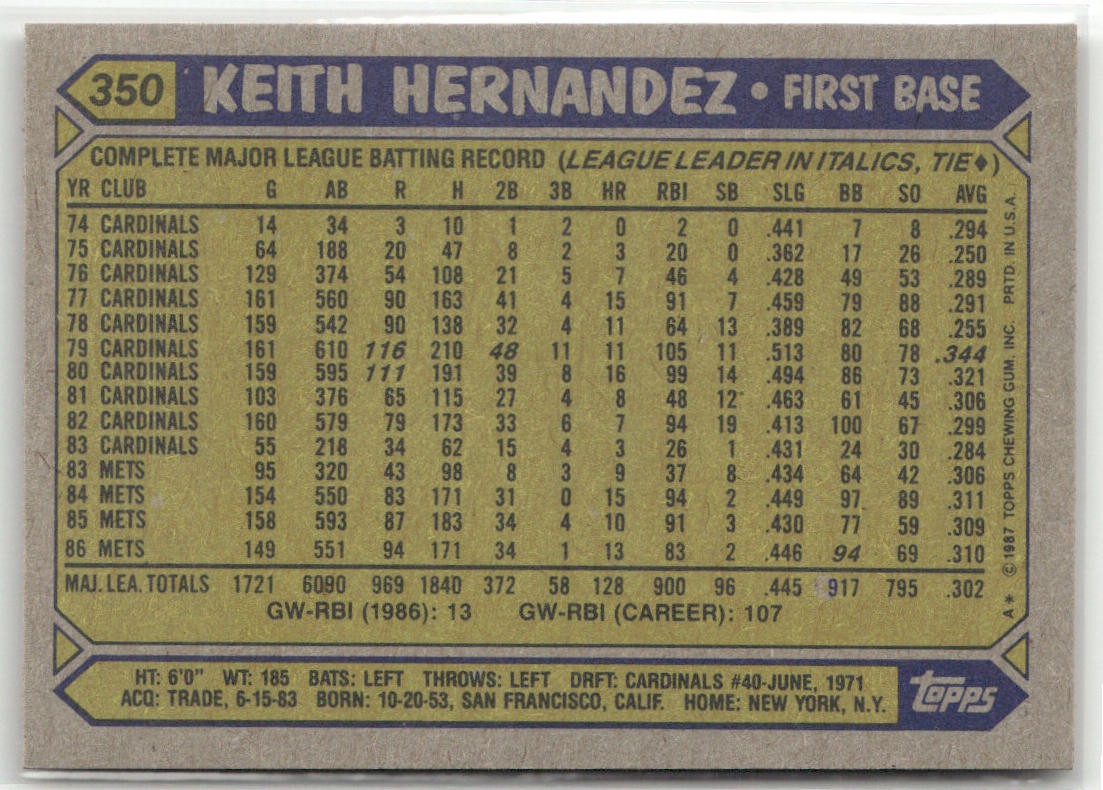 350 KEITH HERNANDEZ • FIRST BASE
COMPLETE MAJOR LEAGUE BATTING RECORD (LEAGUE LEADER IN ITALICS, TIE♦)
YR CLUB G AB R H 2B 3B HR RBI SB SLG BB SO AVG
74 CARDINALS 14 34 3 10 1 2 0 2 0 .441 7 8 .294
75 CARDINALS 64 188 20 47 8 2 3 20 0 .362 17 26 .250
76 CARDINALS 129 374 54 108 21 5 7 46 4 .428 49 53 .289
77 CARDINALS 161 560 90 163 41 4 15 91 7 .459 79 88 .291
78 CARDINALS 159 542 90 138 32 4 11 64 13 .389 82 68 .255
79 CARDINALS 161 610 116 210 48 11 11 105 11 .513 80 78 .344
80 CARDINALS 159 595 111 191 39 8 16 99 14 .494 86 73 .321
81 CARDINALS 103 376 65 115 27 4 8 48 12 .463 61 45 .306
82 CARDINALS 160 579 79 173 33 6 7 94 19 .413 100 67 .299
83 CARDINALS 55 218 34 62 15 4 3 26 1 .431 24 30 .284
83 METS 95 320 43 98 8 3 9 37 8 .434 64 42 .306
84 METS 154 550 83 171 31 0 15 94 2 .449 97 89 .311
85 METS 158 593 87 183 34 4 10 91 3 .430 77 59 .309
86 METS 149 551 94 171 34 1 13 83 2 .446 94 69 .310
MAJ. LEA. TOTALS 1721 6090 969 1840 372 58 128 900 96 .445 917 795 .302
GW-RBI (1986): 13 GW-RBI (CAREER): 107
A* © 1987 TOPPS CHEWING GUM, INC. PRTD. IN U.S.A.
HT: 6'0" WT: 185 BATS: LEFT THROWS: LEFT DRFT: CARDINALS #40-JUNE, 1971
ACQ: TRADE, 6-15-83 BORN: 10-20-53, SAN FRANCISCO, CALIF. HOME: NEW YORK, N.Y.
topps